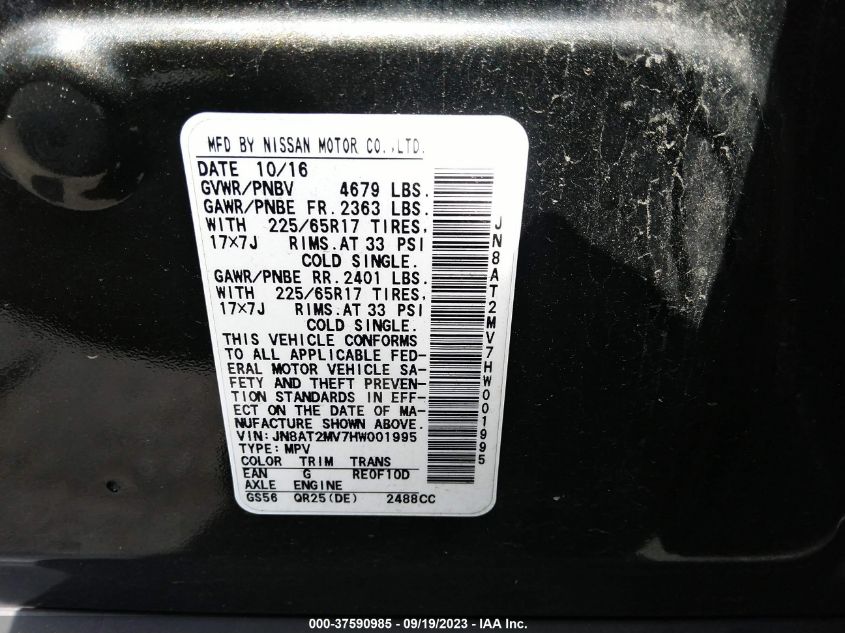 MFD BY NISSAN MOTOR CO.,LTD.
DATE 10/16
GVWR/PNBV 4679 LBS.
GAWR/PNBE FR. 2363 LBS.
WITH 225/65R17 TIRES,
17×7J RIMS.AT 33 PSI
COLD SINGLE.
GAWR/PNBE RR. 2401 LBS.
WITH 225/65R17 TIRES,
17×7J RIMS.AT 33 PSI
COLD SINGLE.
THIS VEHICLE CONFORMS
TO ALL APPLICABLE FED-
ERAL MOTOR VEHICLE SA-
FETY AND THEFT PREVEN-
TION STANDARDS IN EFF-
ECT ON THE DATE OF MA-
NUFACTURE SHOWN ABOVE.
VIN: JN8AT2MV7HW001995
TYPE: MPV
COLOR TRIM TRANS
EAN G RE0F10D
AXLE ENGINE
GS56 QR25(DE) 2488CC
JN8AT2MV7HW001995
000-37590985 - 09/19/2023 - IAA Inc.